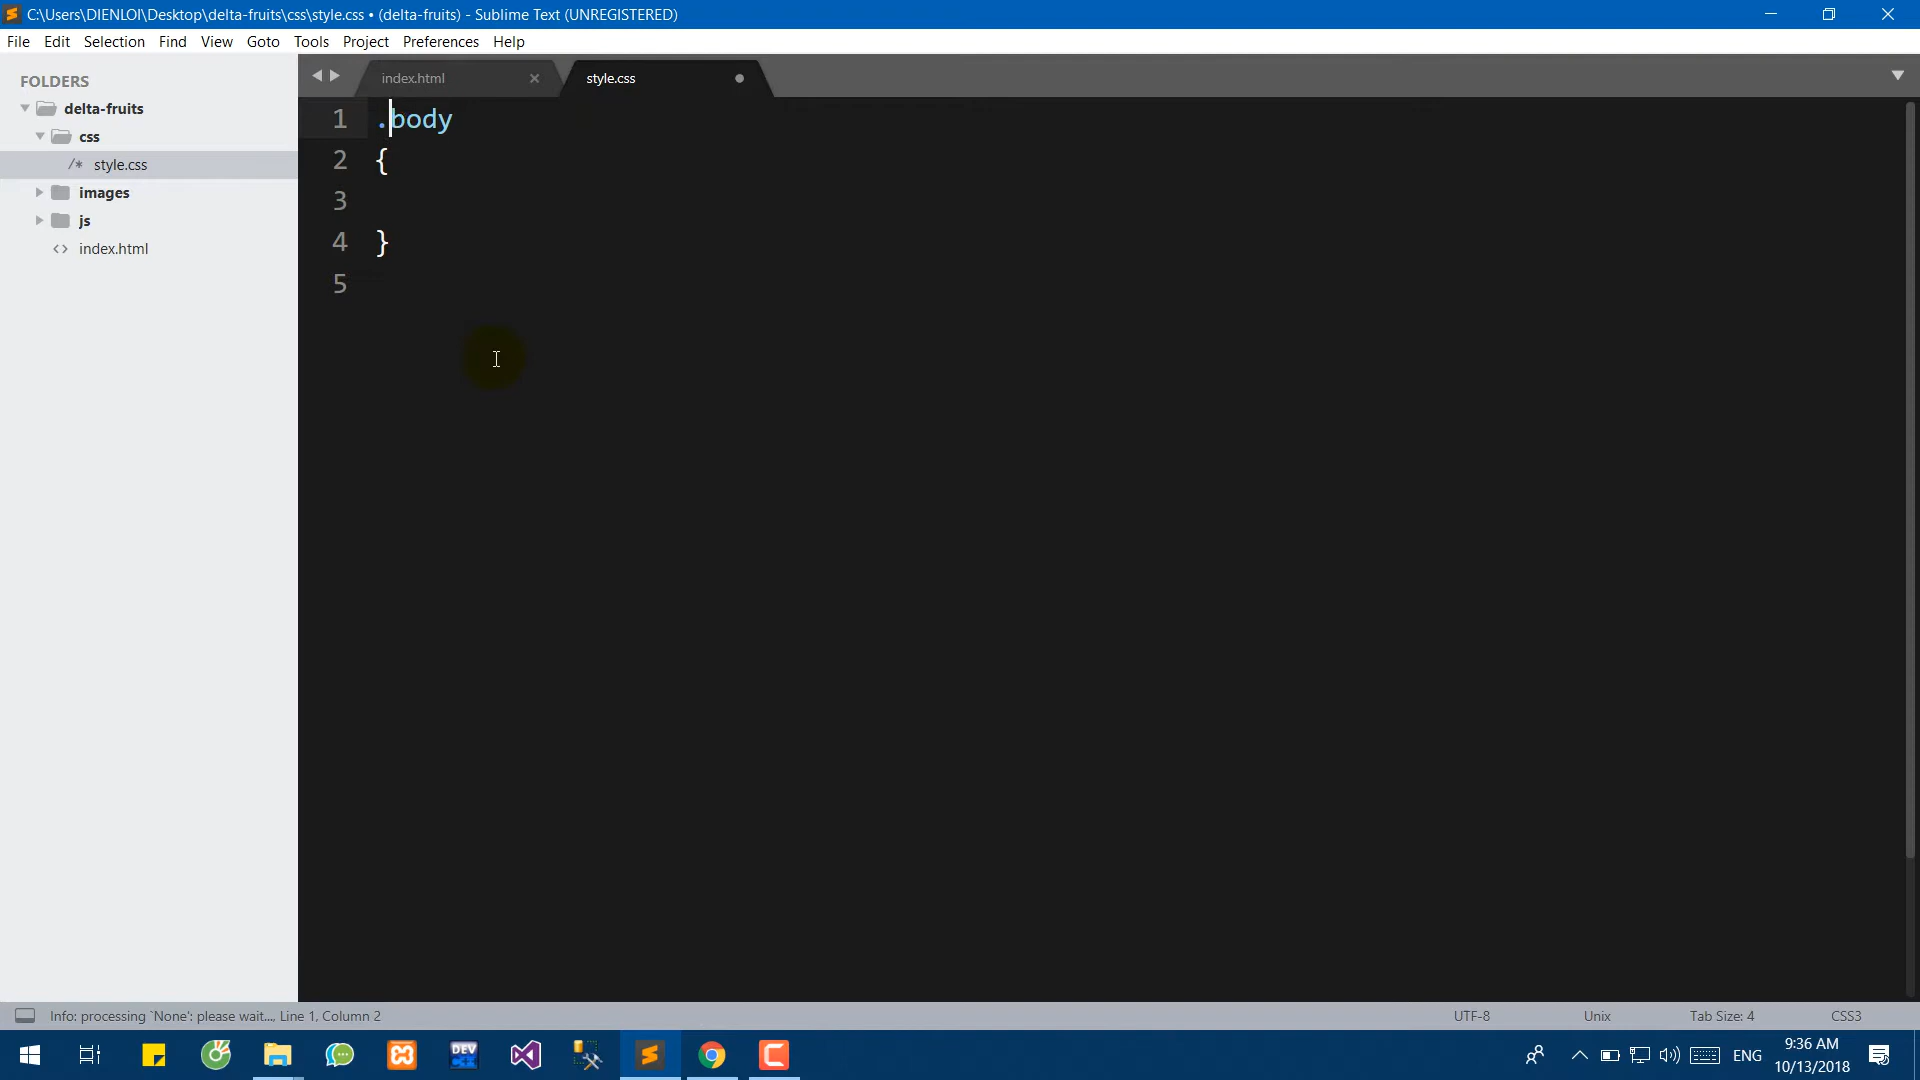 C:\Users\DIENLOI\Desktop\delta-fruits\css\style.css • (delta-fruits) - Sublime Text (UNREGISTERED)
File Edit Selection Find View Goto Tools Project Preferences Help
FOLDERS
delta-fruits
css
/* style.css
images
js
<> index.html
index.html
style.css
1 .body
2 {
3
4 }
5
Info: processing `None': please wait..., Line 1, Column 2
UTF-8
Unix
Tab Size: 4
CSS3
DEV
ENG
9:36 AM
10/13/2018